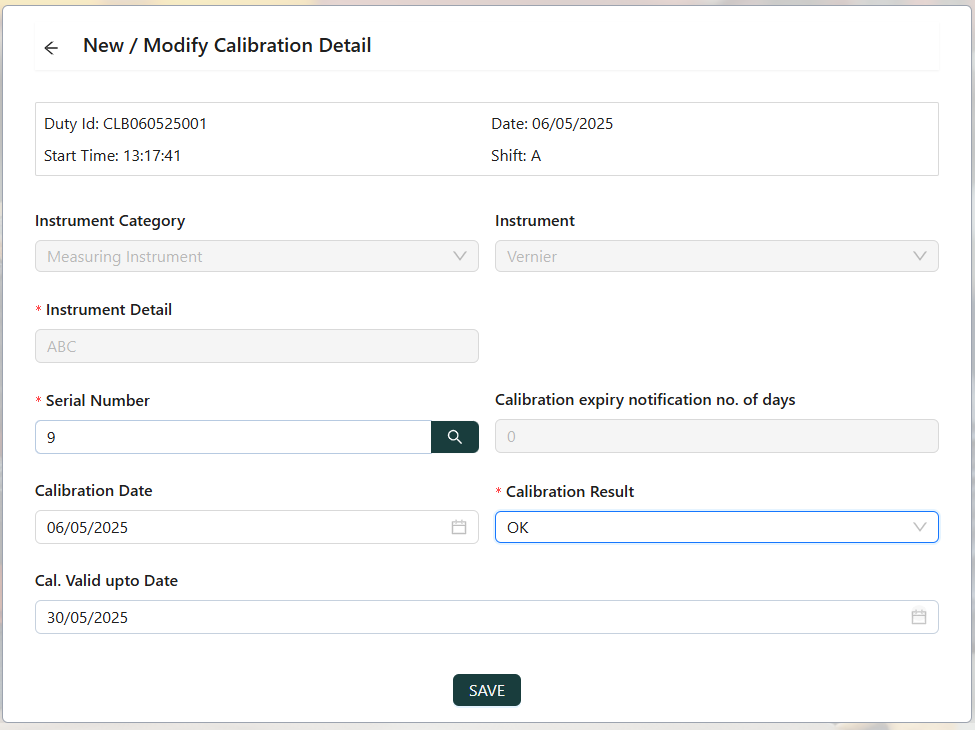 New / Modify Calibration Detail
Duty Id: CLB060525001
Date: 06/05/2025
Start Time: 13:17:41
Shift: A
Instrument Category
Instrument
Measuring Instrument
Vernier
* Instrument Detail
ABC
* Serial Number
Calibration expiry notification no. of days
9
0
Calibration Date
* Calibration Result
06/05/2025
OK
Cal. Valid upto Date
30/05/2025
SAVE